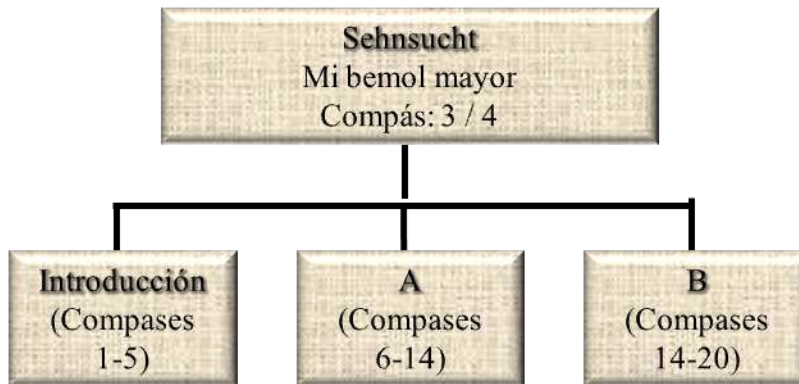 Sehnsucht
Mi bemol mayor
Compás: 3 / 4
Introducción
(Compases
1-5)
A
(Compases
6-14)
B
(Compases
14-20)